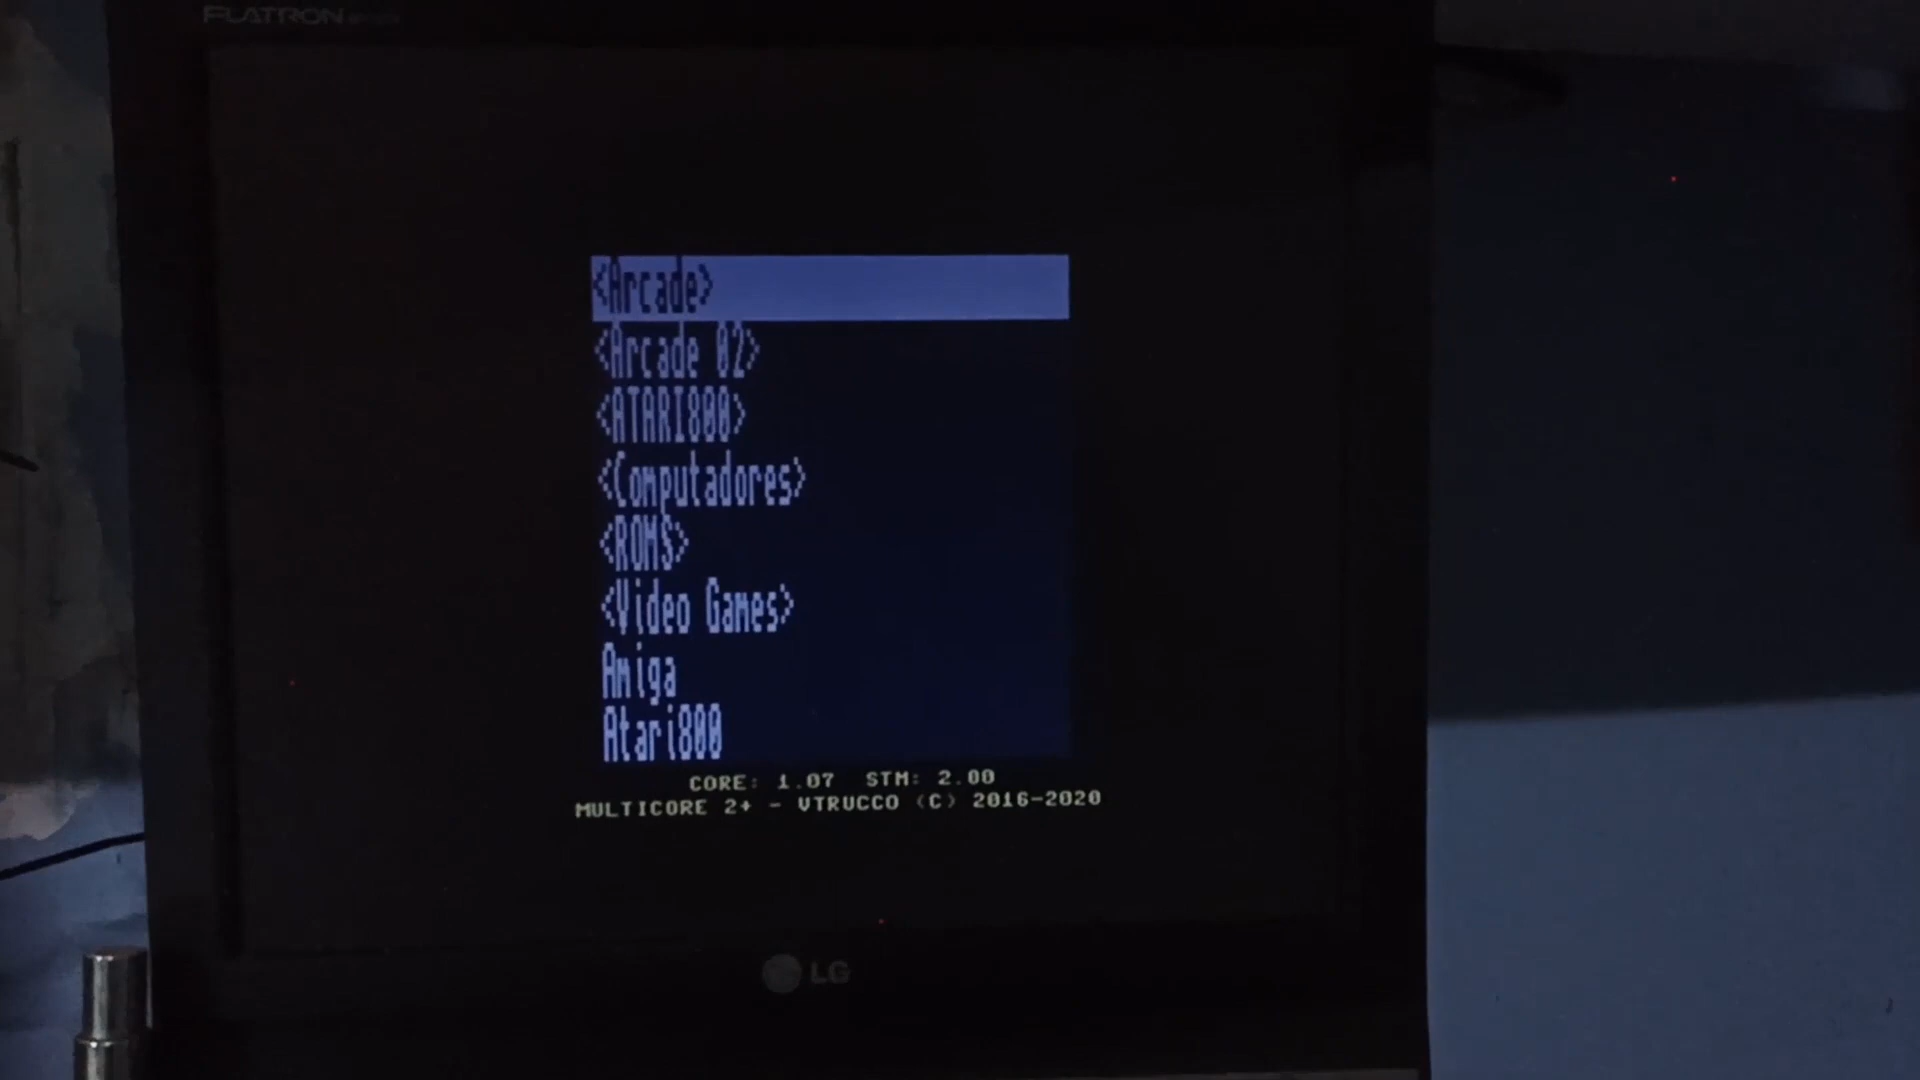 FLATRON
<Arcade>
<Arcade 02>
<ATARI800>
<Computadores>
<ROMS>
<Video Games>
Amiga
Atari800
CORE: 1.07 STM: 2.00
MULTICORE 2+ - VTRUCCO (C) 2016-2020
LG